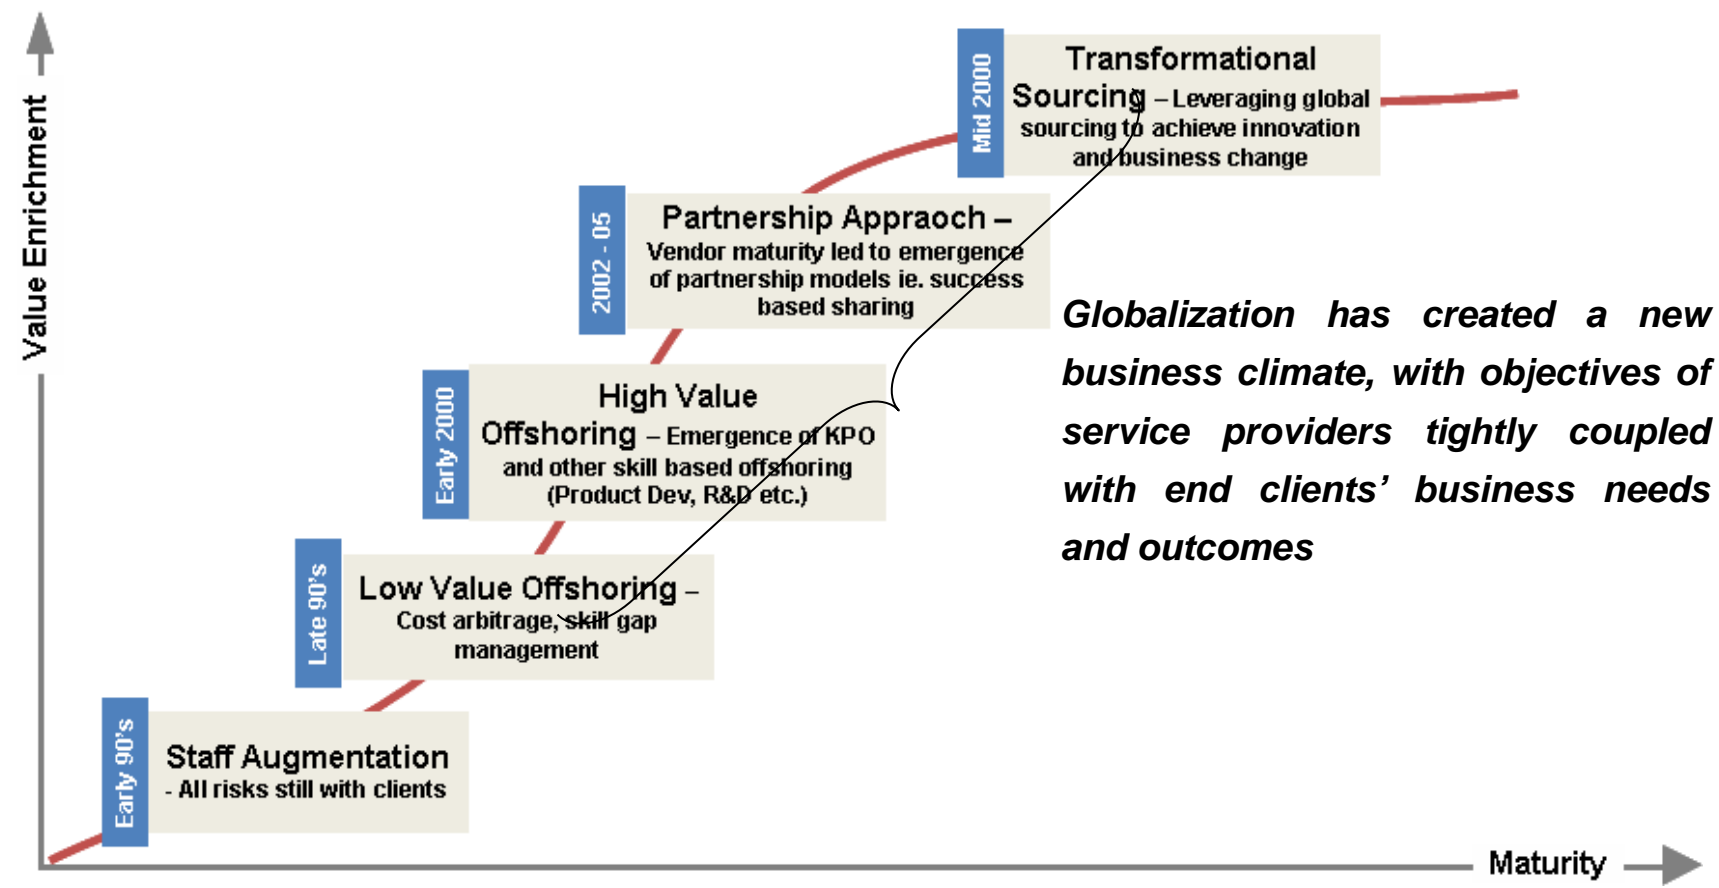 Value Enrichment
Mid 2000
Transformational
Sourcing – Leveraging global
sourcing to achieve innovation
and business change
2002 - 05
Partnership Appraoch –
Vendor maturity led to emergence
of partnership models ie. success
based sharing
Globalization has created a new
business climate, with objectives of
service providers tightly coupled
with end clients’ business needs
and outcomes
Early 2000
High Value
Offshoring – Emergence of KPO
and other skill based offshoring
(Product Dev, R&D etc.)
Late 90's
Low Value Offshoring –
Cost arbitrage, skill gap
management
Early 90's
Staff Augmentation
- All risks still with clients
Maturity